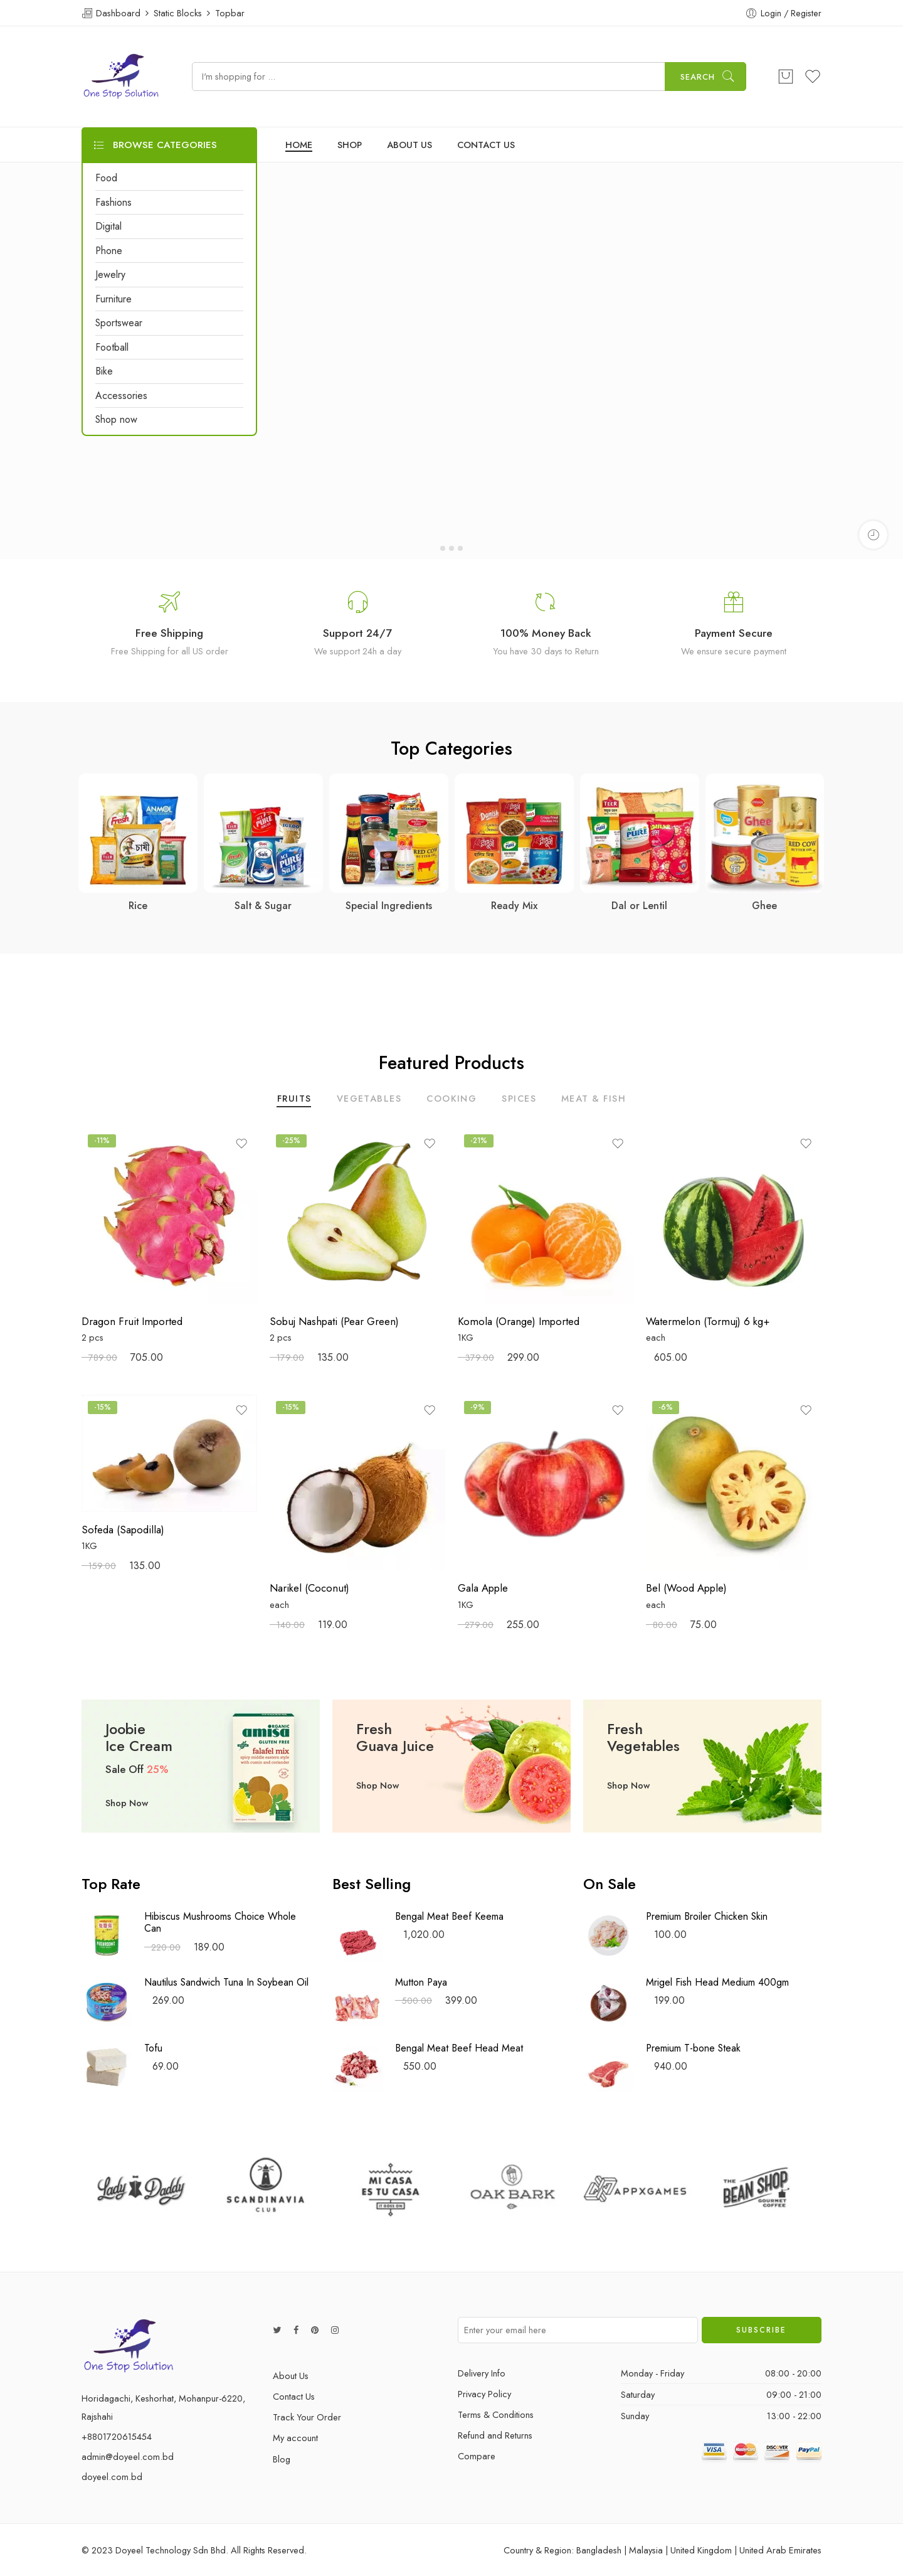 Dashboard > Static Blocks > Topbar
Login / Register
One Stop Solution
I'm shopping for ...
SEARCH
BROWSE CATEGORIES
HOME
SHOP
ABOUT US
CONTACT US
Food
Fashions
Digital
Phone
Jewelry
Furniture
Sportswear
Football
Bike
Accessories
Shop now
Free Shipping
Free Shipping for all US order
Support 24/7
We support 24h a day
100% Money Back
You have 30 days to Return
Payment Secure
We ensure secure payment
Top Categories
Rice
Salt & Sugar
Special Ingredients
Ready Mix
Dal or Lentil
Ghee
Featured Products
FRUITS
VEGETABLES
COOKING
SPICES
MEAT & FISH
-11%
Dragon Fruit Imported
2 pcs
789.00 705.00
-25%
Sobuj Nashpati (Pear Green)
2 pcs
179.00 135.00
-21%
Komola (Orange) Imported
1KG
379.00 299.00
Watermelon (Tormuj) 6 kg+
each
605.00
-15%
Sofeda (Sapodilla)
1KG
159.00 135.00
-15%
Narikel (Coconut)
each
140.00 119.00
-9%
Gala Apple
1KG
279.00 255.00
-6%
Bel (Wood Apple)
each
80.00 75.00
Joobie
Ice Cream
Sale Off 25%
Shop Now
ORGANIC
amisa
GLUTEN FREE
falafel mix
Fresh
Guava Juice
Shop Now
Fresh
Vegetables
Shop Now
Top Rate
Hibiscus Mushrooms Choice Whole
Can
220.00 189.00
Nautilus Sandwich Tuna In Soybean Oil
269.00
Tofu
69.00
Best Selling
Bengal Meat Beef Keema
1,020.00
Mutton Paya
500.00 399.00
Bengal Meat Beef Head Meat
550.00
On Sale
Premium Broiler Chicken Skin
100.00
Mrigel Fish Head Medium 400gm
199.00
Premium T-bone Steak
940.00
Lady & Daddy
SCANDINAVIA
CLUB
MI CASA
ES TU CASA
OAK BARK
APPXGAMES
THE
BEAN SHOP
GOURMET
COFFEE
One Stop Solution
Horidagachi, Keshorhat, Mohanpur-6220,
Rajshahi
+8801720615454
admin@doyeel.com.bd
doyeel.com.bd
About Us
Contact Us
Track Your Order
My account
Blog
Enter your email here
SUBSCRIBE
Delivery Info
Privacy Policy
Terms & Conditions
Refund and Returns
Compare
Monday - Friday 08:00 - 20:00
Saturday 09:00 - 21:00
Sunday 13:00 - 22:00
VISA
MasterCard
DISCOVER
PayPal
© 2023 Doyeel Technology Sdn Bhd. All Rights Reserved.
Country & Region: Bangladesh | Malaysia | United Kingdom | United Arab Emirates